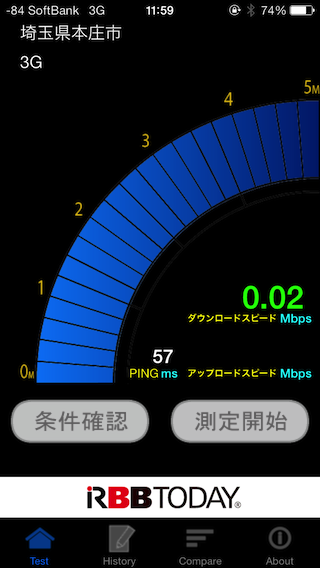 -84 SoftBank 3G 11:59 74%
埼玉県本庄市
3G
5M
4
3
2
1
0M
0.02
ダウンロードスピード Mbps
57
PING ms アップロードスピード Mbps
条件確認 測定開始
iRBBTODAY®
Test History Compare About